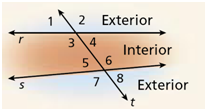 1 2 Exterior
r 3 4
Interior
5 6
s 7 8 Exterior
t